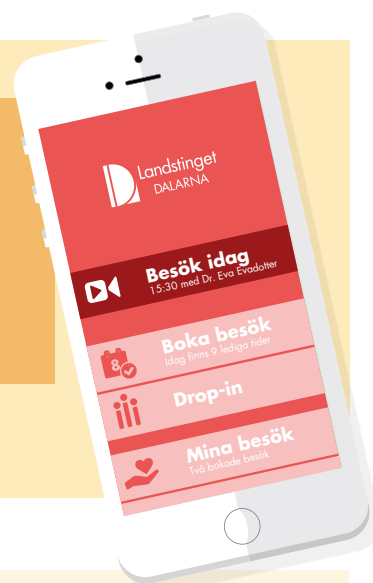 Landstinget
DALARNA
Besök idag
15:30 med Dr. Eva Evadotter
8
Boka besök
Idag finns 9 lediga tider
Drop-in
Mina besök
Två bokade besök